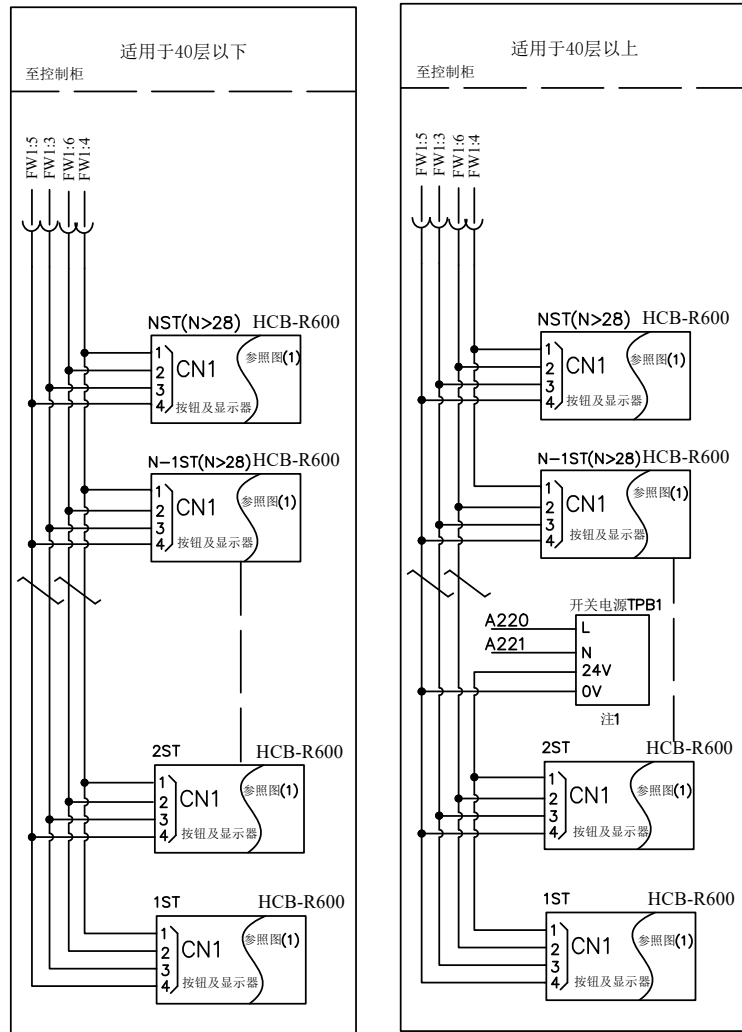 适用于40层以下
至控制柜
FW1:5
FW1:3
FW1:6
FW1:4
NST(N>28) HCB-R600
1
2
3
4
CN1
参照图(1)
按钮及显示器
N-1ST(N>28) HCB-R600
1
2
3
4
CN1
参照图(1)
按钮及显示器
2ST HCB-R600
1
2
3
4
CN1
参照图(1)
按钮及显示器
1ST HCB-R600
1
2
3
4
CN1
参照图(1)
按钮及显示器
适用于40层以上
至控制柜
FW1:5
FW1:3
FW1:6
FW1:4
NST(N>28) HCB-R600
1
2
3
4
CN1
参照图(1)
按钮及显示器
N-1ST(N>28) HCB-R600
1
2
3
4
CN1
参照图(1)
按钮及显示器
开关电源TPB1
A220
L
A221
N
24V
0V
注1
2ST HCB-R600
1
2
3
4
CN1
参照图(1)
按钮及显示器
1ST HCB-R600
1
2
3
4
CN1
参照图(1)
按钮及显示器